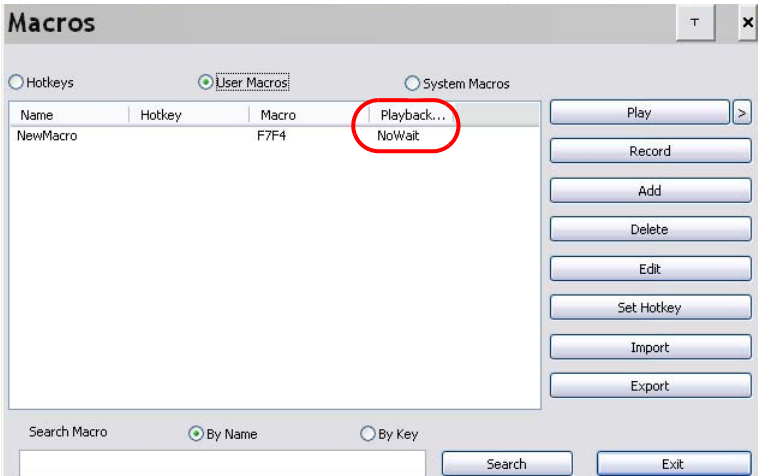 Macros T ×
Hotkeys User Macros System Macros
Name Hotkey Macro Playback...
NewMacro F7F4 NoWait
Play >
Record
Add
Delete
Edit
Set Hotkey
Import
Export
Search Macro By Name By Key
Search Exit